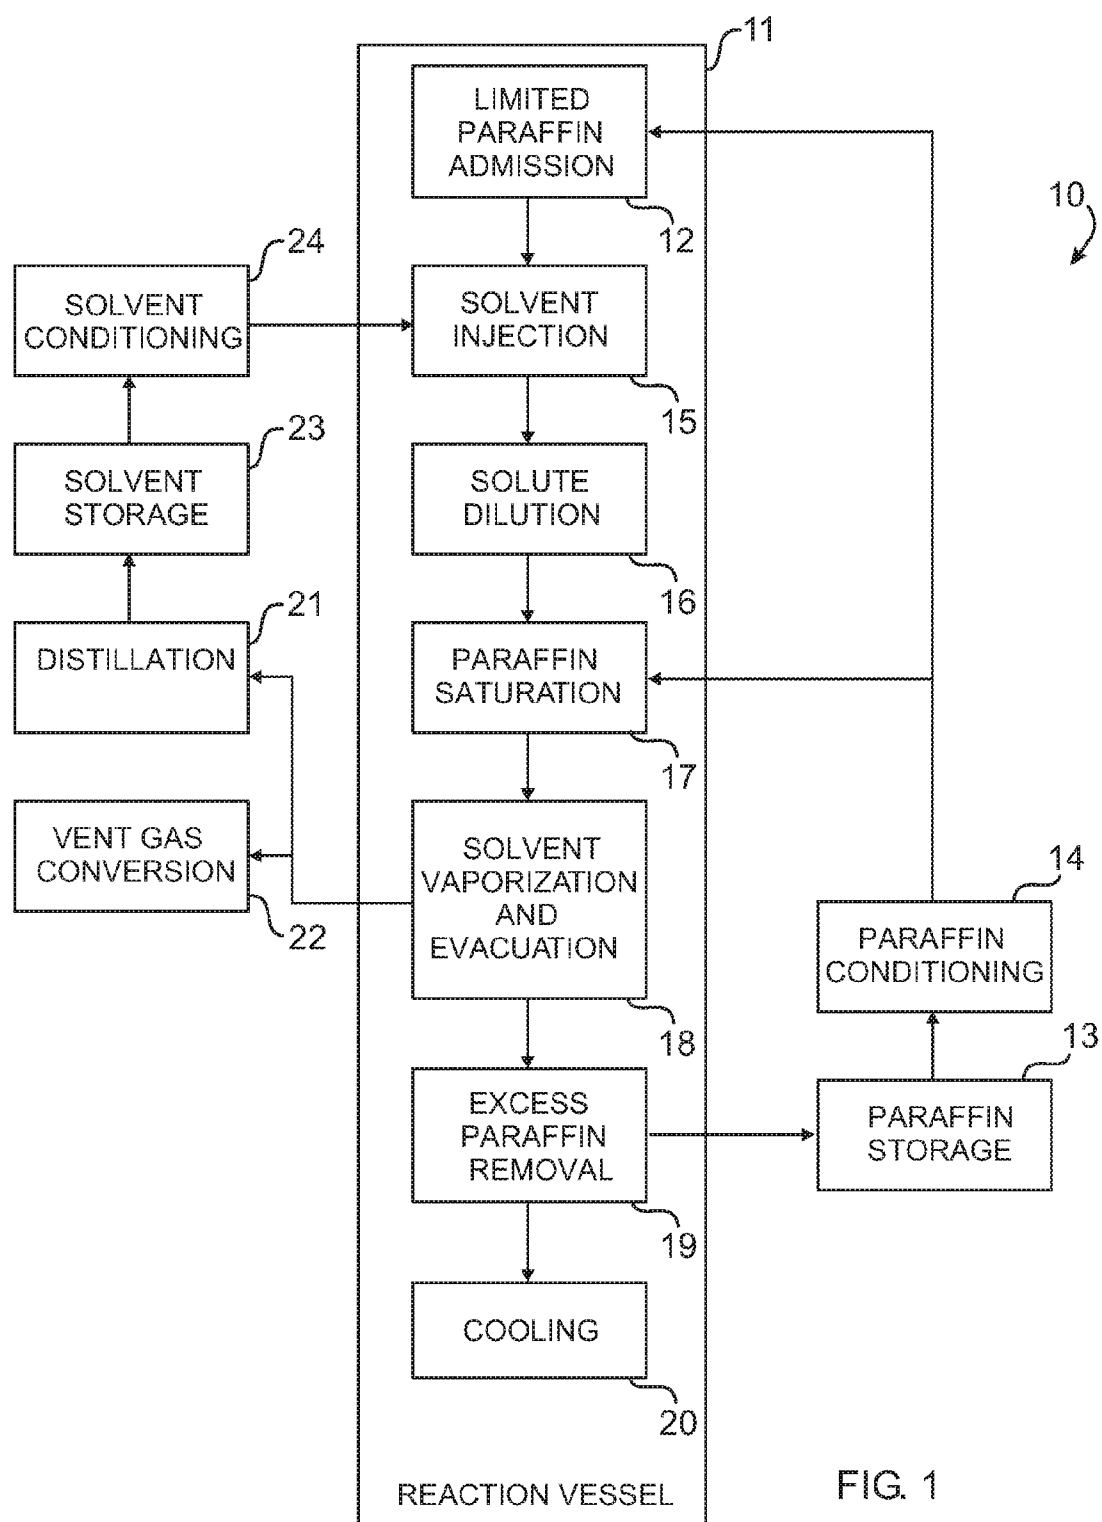 11
LIMITED
PARAFFIN
ADMISSION
12
10
24
SOLVENT
CONDITIONING
SOLVENT
INJECTION
15
23
SOLVENT
STORAGE
SOLUTE
DILUTION
16
21
DISTILLATION
PARAFFIN
SATURATION
17
VENT GAS
CONVERSION
22
SOLVENT
VAPORIZATION
AND
EVACUATION
18
14
PARAFFIN
CONDITIONING
13
PARAFFIN
STORAGE
EXCESS
PARAFFIN
REMOVAL
19
COOLING
20
REACTION VESSEL
FIG. 1